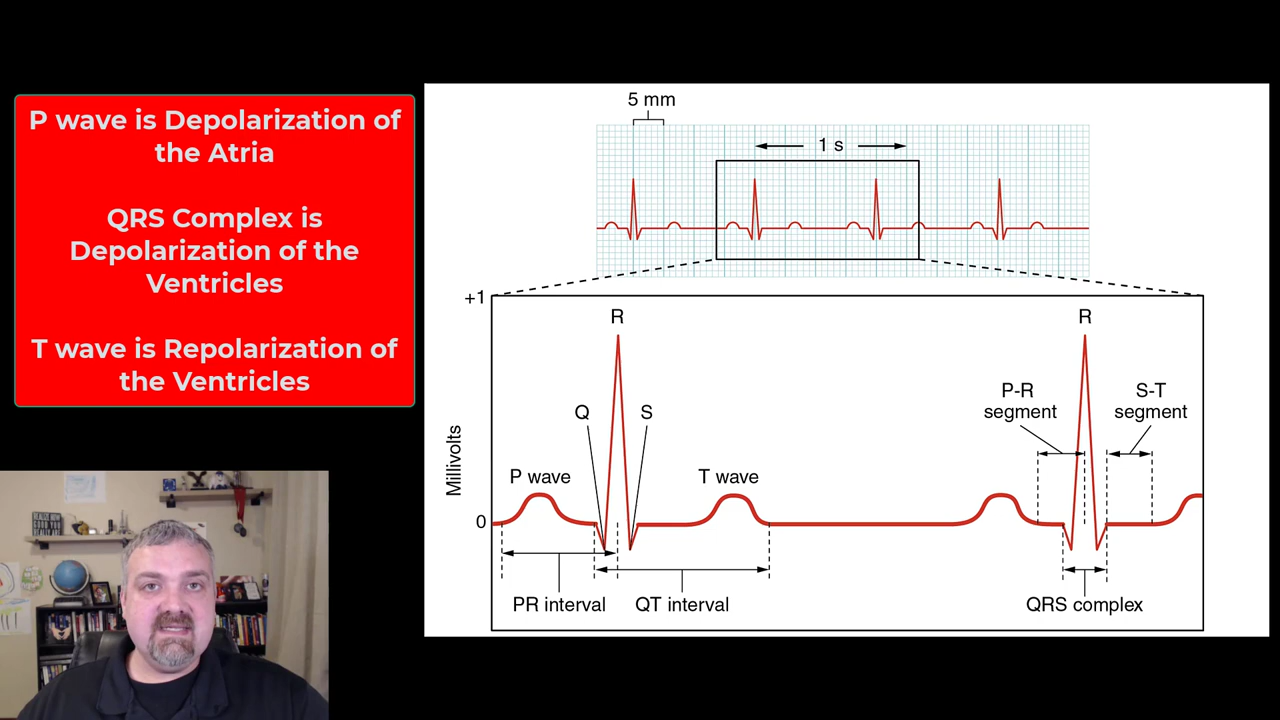 P wave is Depolarization of
the Atria
QRS Complex is
Depolarization of the
Ventricles
T wave is Repolarization of
the Ventricles
5 mm
1 s
+1
R
R
P-R
segment
S-T
segment
Q
S
Millivolts
P wave
T wave
0
PR interval
QT interval
QRS complex